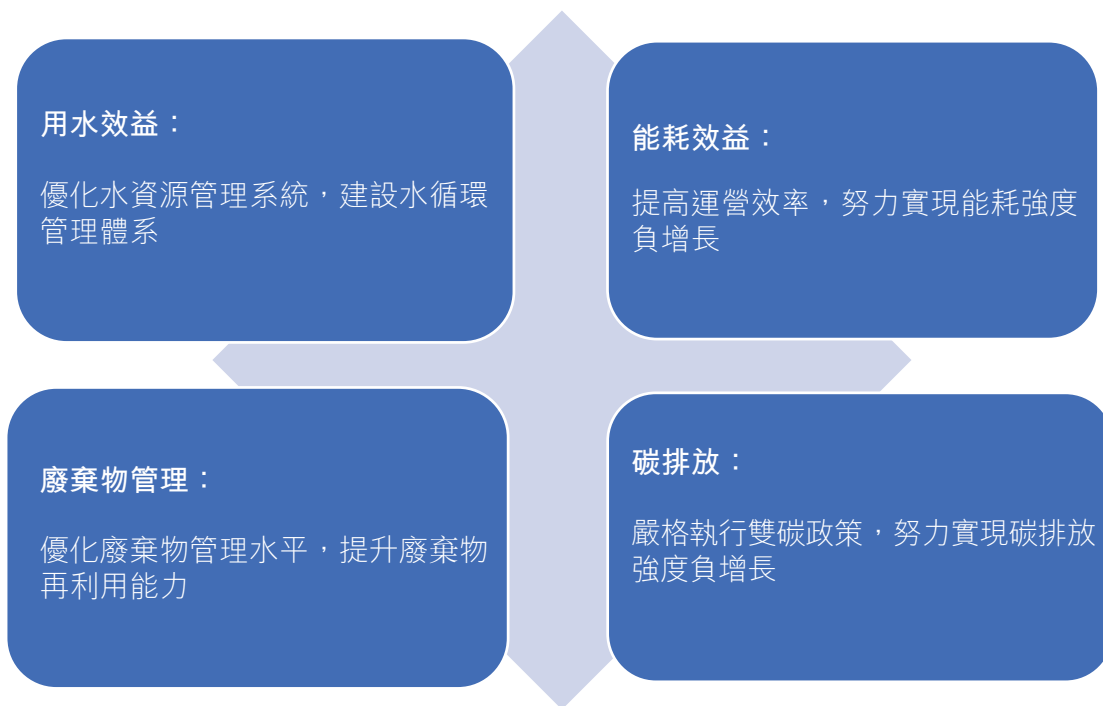 用水效益：
優化水資源管理系統，建設水循環
管理體系
能耗效益：
提高運營效率，努力實現能耗強度
負增長
廢棄物管理：
優化廢棄物管理水平，提升廢棄物
再利用能力
碳排放：
嚴格執行雙碳政策，努力實現碳排放
強度負增長